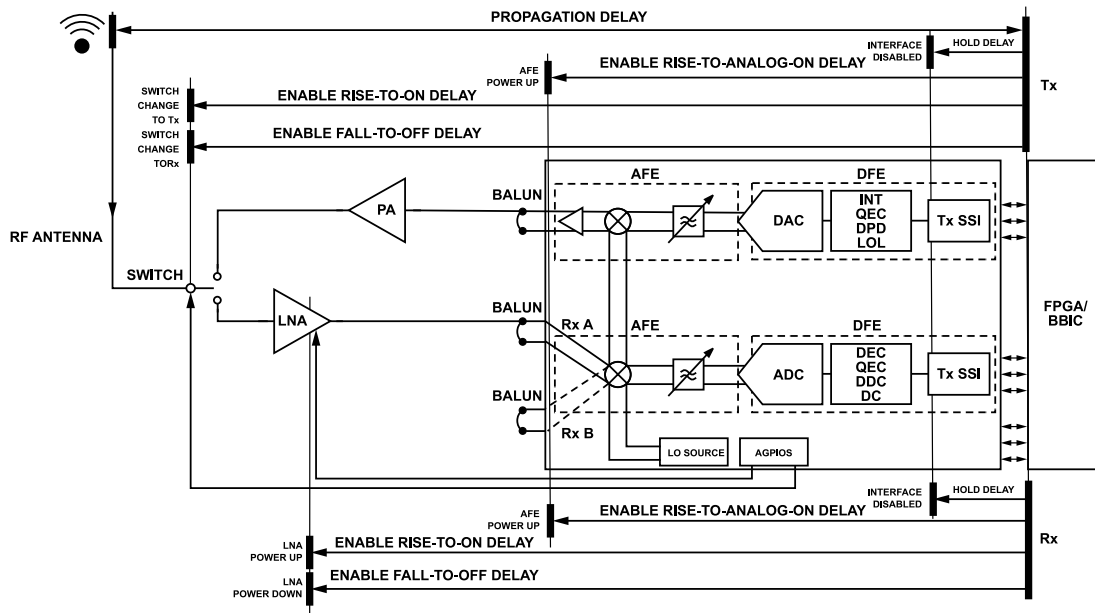 PROPAGATION DELAY
INTERFACE
DISABLED
HOLD DELAY
AFE
POWER UP
ENABLE RISE-TO-ANALOG-ON DELAY
Tx
SWITCH
CHANGE
TO Tx
ENABLE RISE-TO-ON DELAY
SWITCH
CHANGE
TORx
ENABLE FALL-TO-OFF DELAY
AFE
DFE
BALUN
PA
DAC
INT
QEC
DPD
LOL
Tx SSI
RF ANTENNA
SWITCH
FPGA/
BBIC
LNA
BALUN
Rx A
AFE
DFE
ADC
DEC
QEC
DDC
DC
Tx SSI
BALUN
Rx B
LO SOURCE
AGPIOS
INTERFACE
DISABLED
HOLD DELAY
AFE
POWER UP
ENABLE RISE-TO-ANALOG-ON DELAY
Rx
LNA
POWER UP
ENABLE RISE-TO-ON DELAY
LNA
POWER DOWN
ENABLE FALL-TO-OFF DELAY